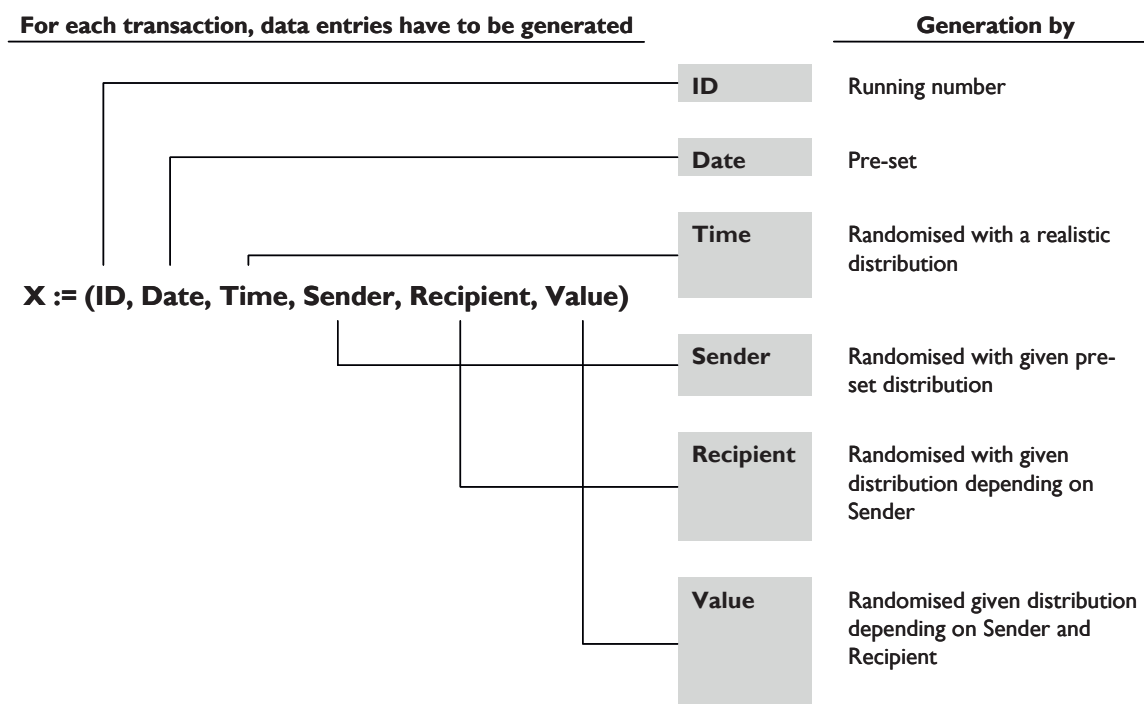 For each transaction, data entries have to be generated
Generation by
ID
Running number
Date
Pre-set
Time
Randomised with a realistic
distribution
X := (ID, Date, Time, Sender, Recipient, Value)
Sender
Randomised with given pre-
set distribution
Recipient
Randomised with given
distribution depending on
Sender
Value
Randomised given distribution
depending on Sender and
Recipient